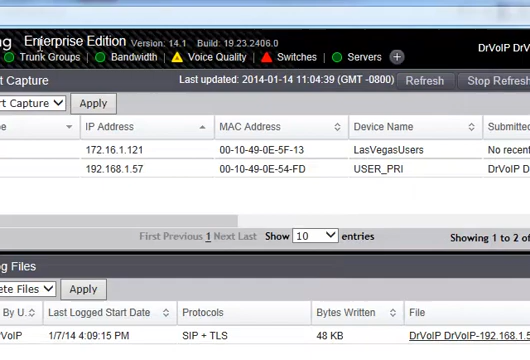 ng Enterprise Edition Version: 14.1 Build: 19.23.2406.0 DrVoIP DrV
Trunk Groups | Bandwidth | Voice Quality | Switches | Servers
t Capture Last updated: 2014-01-14 11:04:39 (GMT -0800) Refresh Stop Refresh
rt Capture Apply
e IP Address MAC Address Device Name Submitted
172.16.1.121 00-10-49-0E-5F-13 LasVegasUsers No recen
192.168.1.57 00-10-49-0E-54-FD USER_PRI DrVoIP D
First Previous 1 Next Last Show 10 entries Showing 1 to 2 of
g Files
ete Files Apply
By U.. Last Logged Start Date Protocols Bytes Written File
VoIP 1/7/14 4:09:15 PM SIP + TLS 48 KB DrVoIP DrVoIP-192.168.1.5